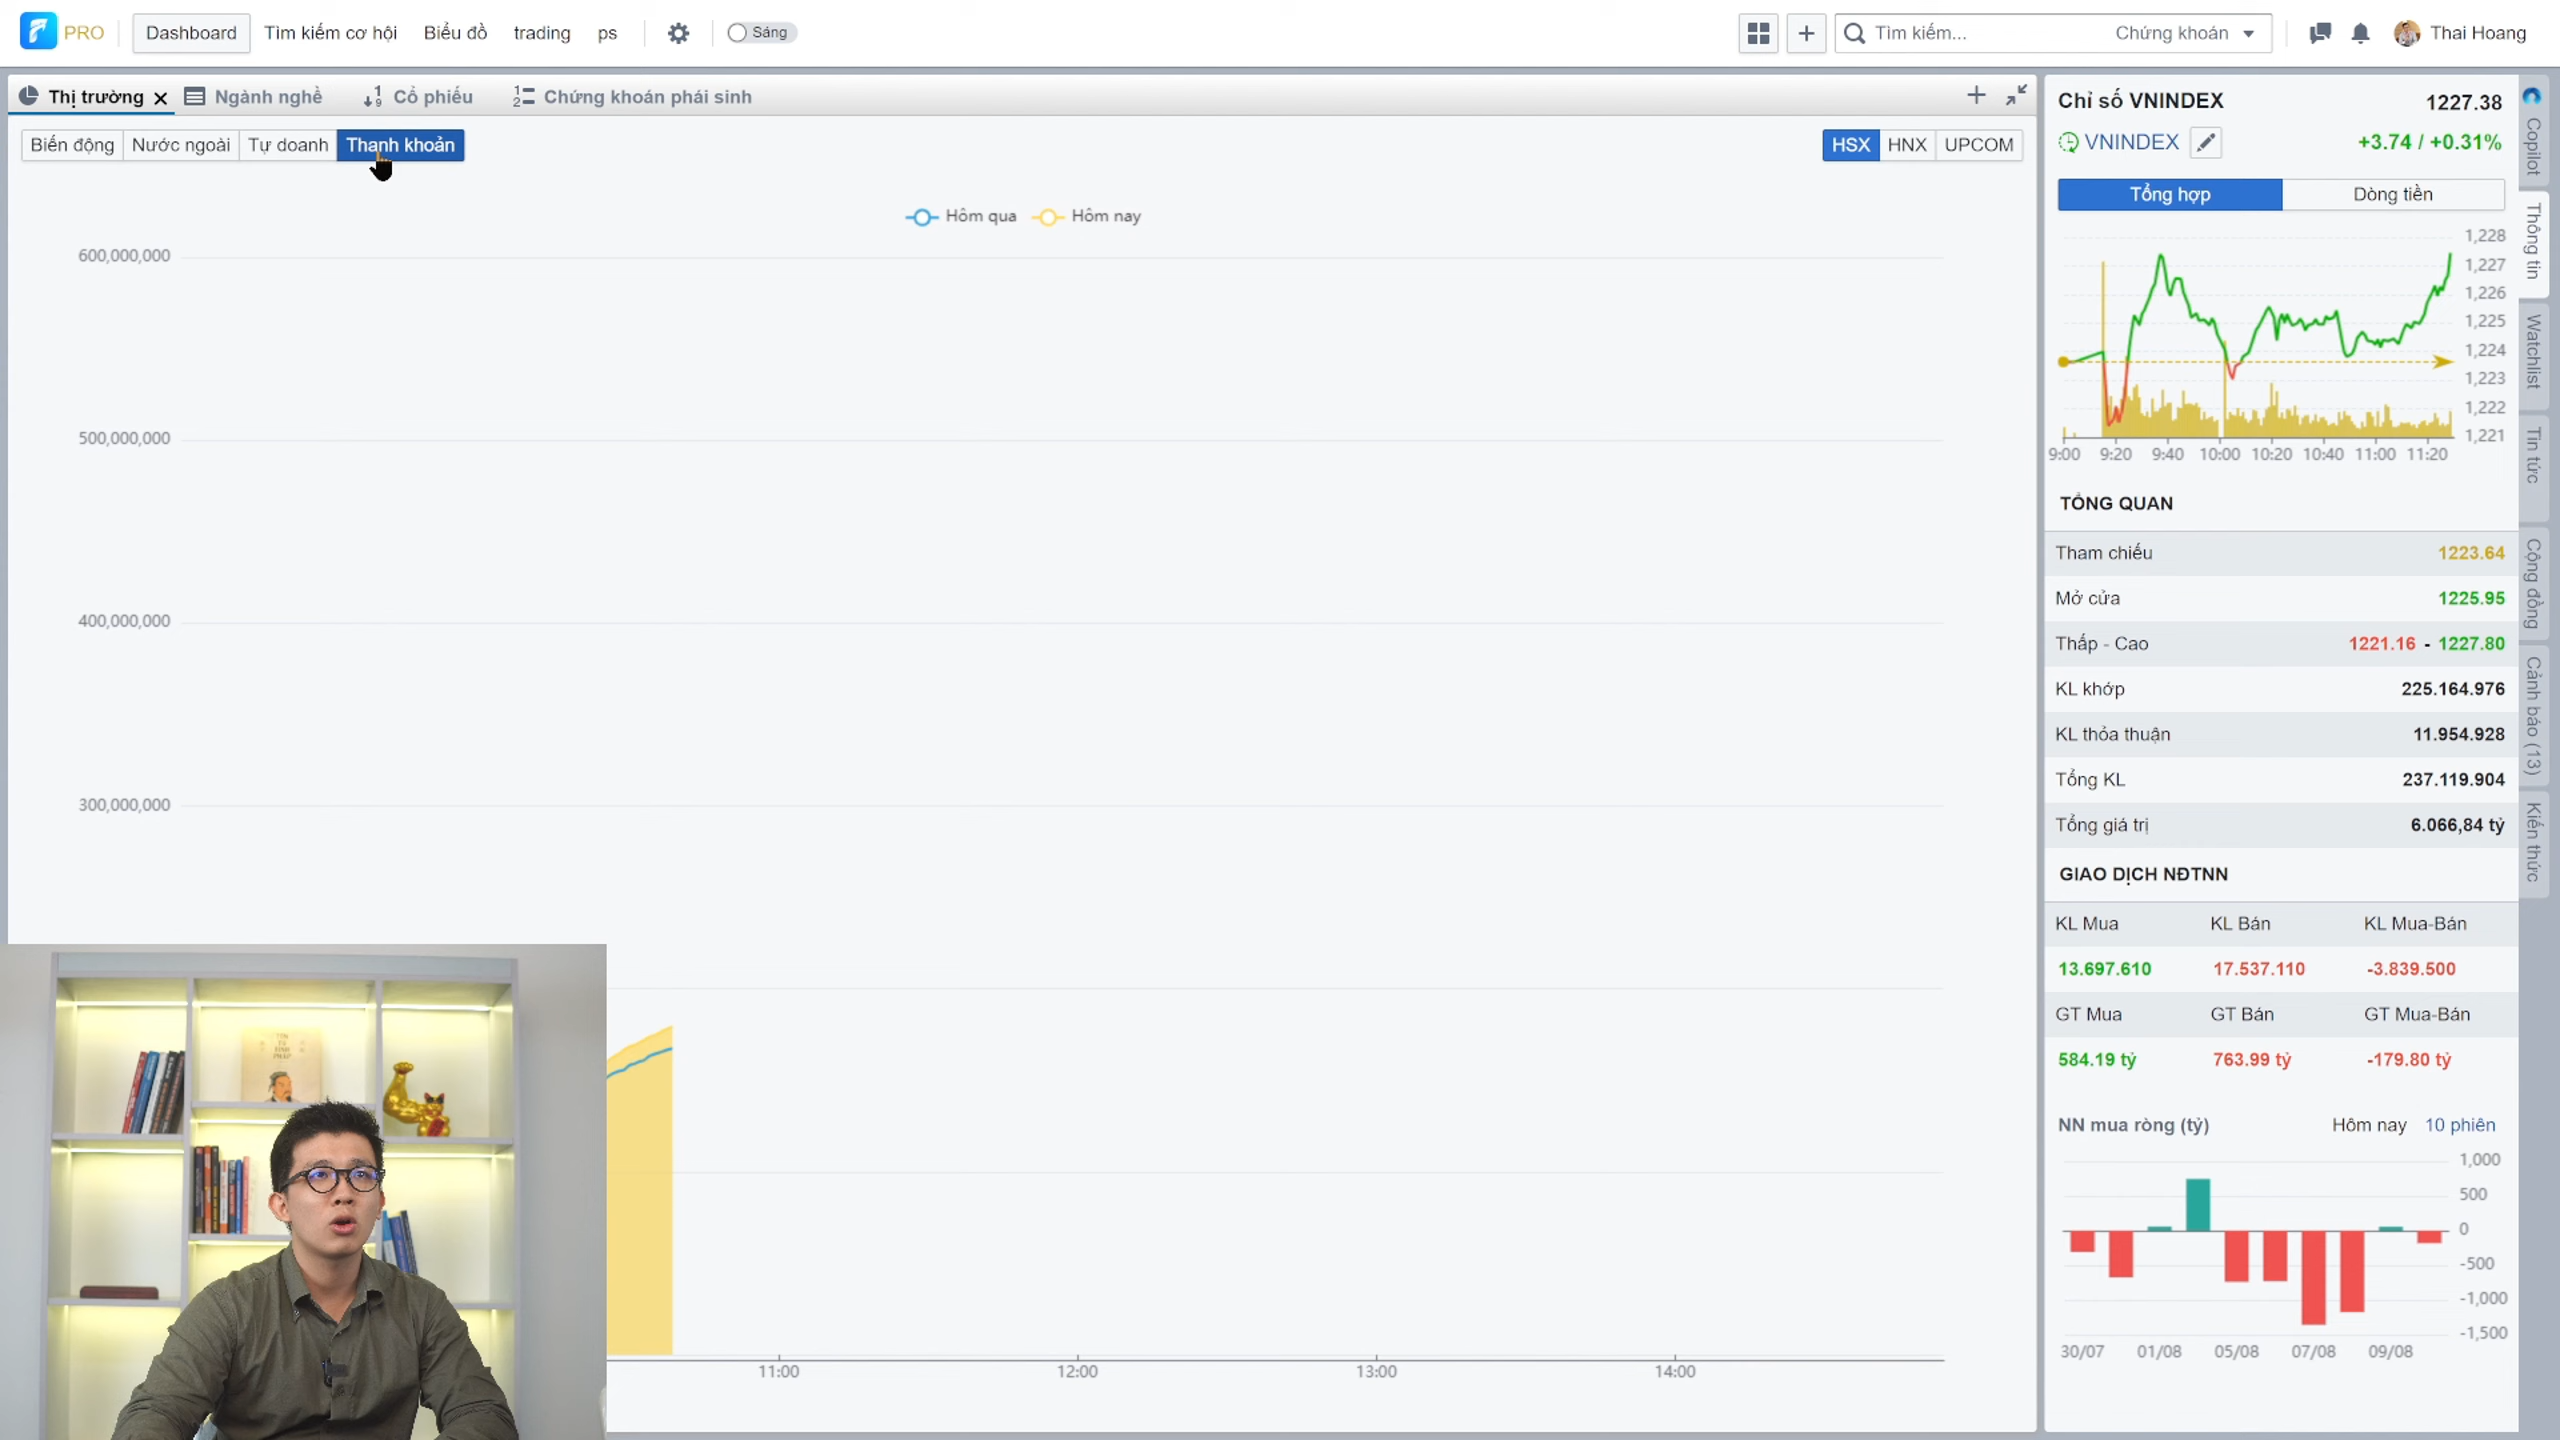 PRO Dashboard Tìm kiếm cơ hội Biểu đồ trading ps Sáng Tìm kiếm... Chứng khoán Thai Hoang
Thị trường Ngành nghề Cổ phiếu Chứng khoán phái sinh
Biến động Nước ngoài Tự doanh Thanh khoản HSX HNX UPCOM
Hôm qua Hôm nay
600,000,000
500,000,000
400,000,000
300,000,000
11:00 12:00 13:00 14:00
Chỉ số VNINDEX 1227.38
VNINDEX +3.74 / +0.31%
Tổng hợp Dòng tiền
1,228
1,227
1,226
1,225
1,224
1,223
1,222
1,221
9:00 9:20 9:40 10:00 10:20 10:40 11:00 11:20
TỔNG QUAN
Tham chiếu 1223.64
Mở cửa 1225.95
Thấp - Cao 1221.16 - 1227.80
KL khớp 225.164.976
KL thỏa thuận 11.954.928
Tổng KL 237.119.904
Tổng giá trị 6.066,84 tỷ
GIAO DỊCH NĐTNN
KL Mua KL Bán KL Mua-Bán
13.697.610 17.537.110 -3.839.500
GT Mua GT Bán GT Mua-Bán
584.19 tỷ 763.99 tỷ -179.80 tỷ
NN mua ròng (tỷ) Hôm nay 10 phiên
1,000
500
0
-500
-1,000
-1,500
30/07 01/08 05/08 07/08 09/08
Copilot
Thông tin
Watchlist
Tin tức
Cộng đồng
Cảnh báo (13)
Kiến thức